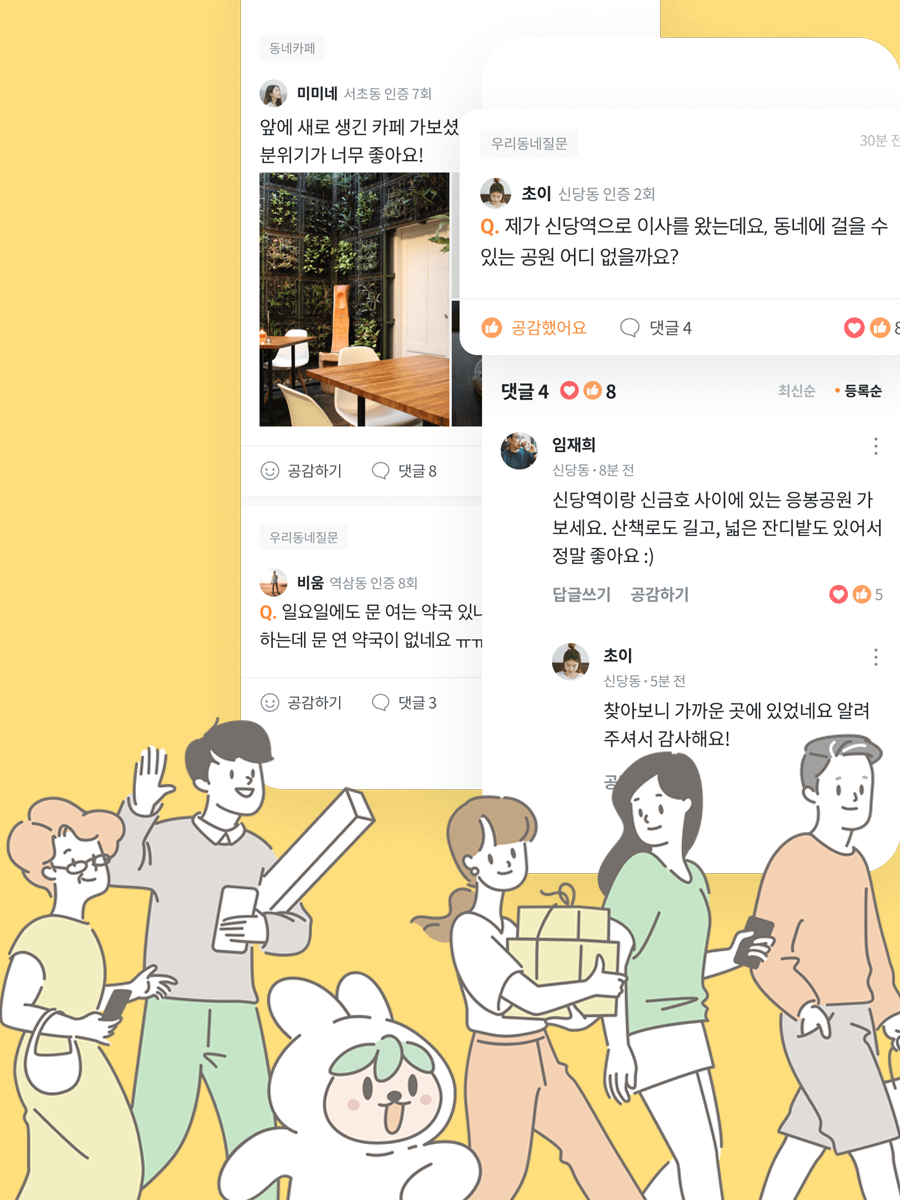 동네카페
미미네 서초동 인증 7회
앞에 새로 생긴 카페 가보셨
분위기가 너무 좋아요!
공감하기 댓글 8
우리동네질문
비움 역삼동 인증 8회
Q. 일요일에도 문 여는 약국 있나
하는데 문 연 약국이 없네요 ㅠㅠ
공감하기 댓글 3
우리동네질문
30분 전
초이 신당동 인증 2회
Q. 제가 신당역으로 이사를 왔는데요, 동네에 걸을 수
있는 공원 어디 없을까요?
공감했어요 댓글 4 8
댓글 4 8 최신순 • 등록순
임재희
신당동 · 8분 전
신당역이랑 신금호 사이에 있는 응봉공원 가
보세요. 산책로도 길고, 넓은 잔디밭도 있어서
정말 좋아요 :)
답글쓰기 공감하기 5
초이
신당동 · 5분 전
찾아보니 가까운 곳에 있었네요 알려
주셔서 감사해요!